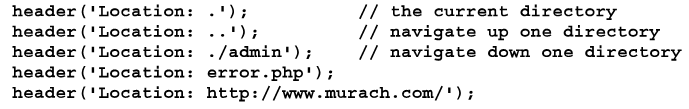 header('Location: .');           // the current directory
header('Location: ..');          // navigate up one directory
header('Location: ./admin');     // navigate down one directory
header('Location: error.php');
header('Location: http://www.murach.com/');